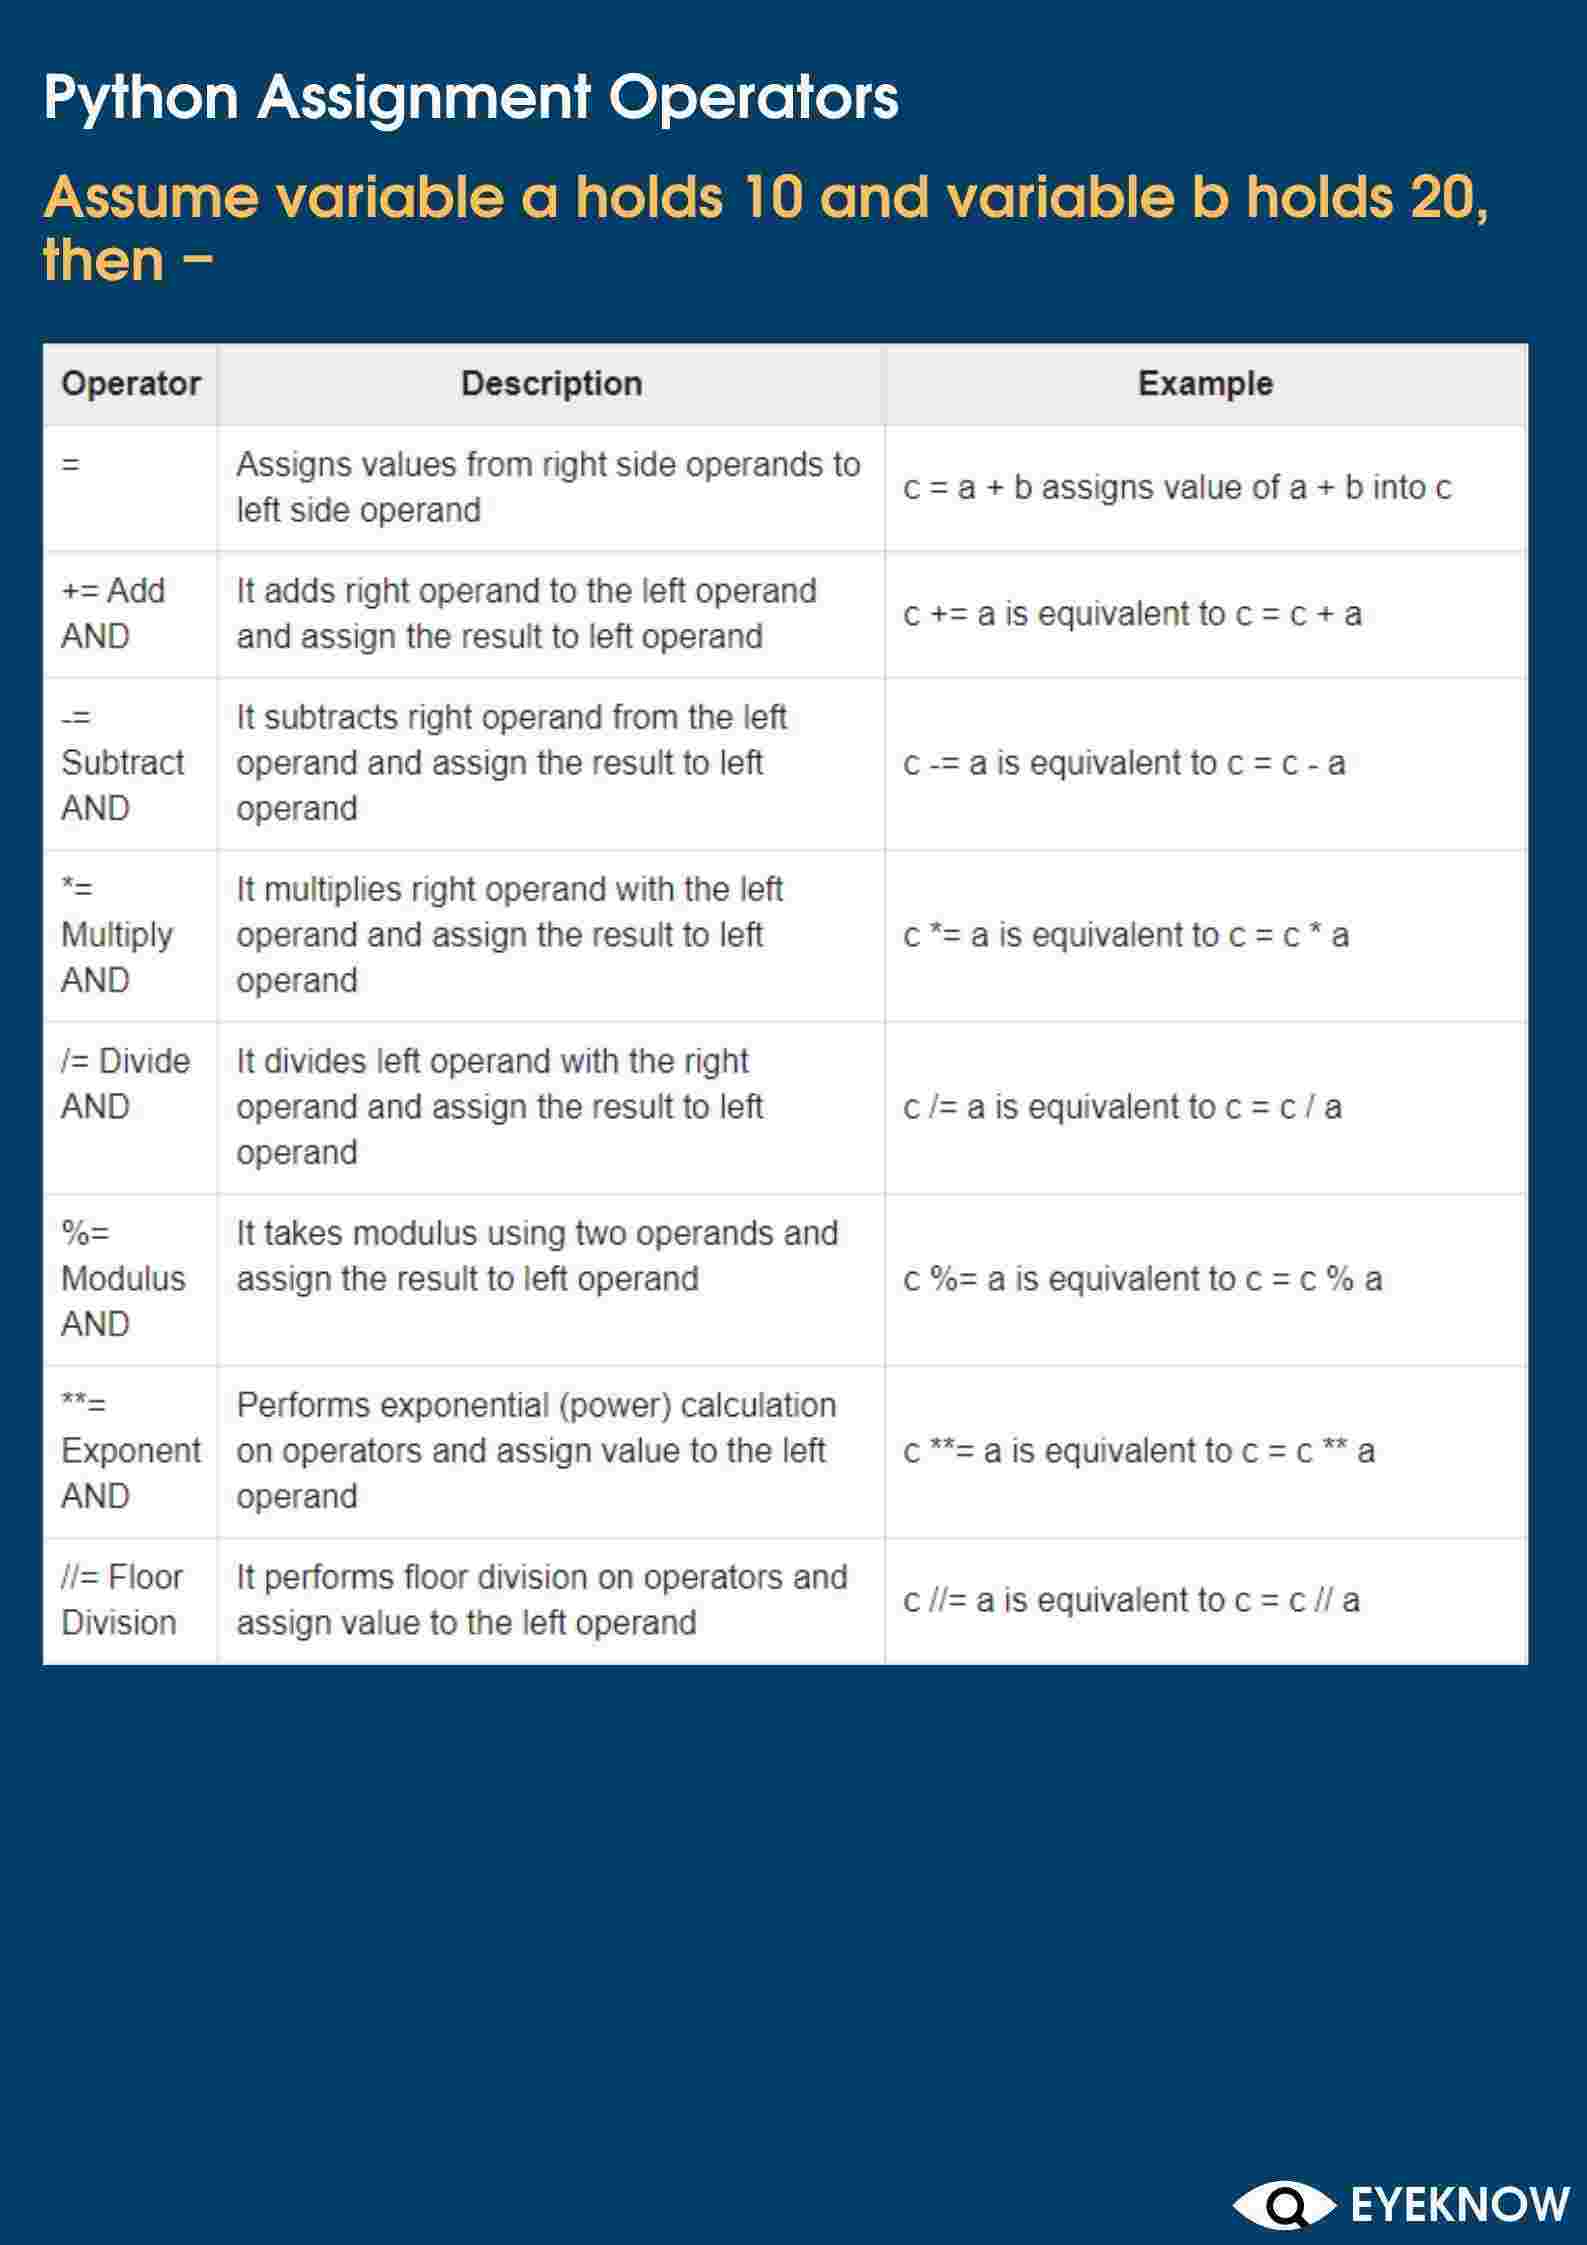 Python Assignment Operators
Assume variable a holds 10 and variable b holds 20,
then –
Operator Description Example
=
Assigns values from right side operands to
left side operand
c = a + b assigns value of a + b into c
+= Add
AND
It adds right operand to the left operand
and assign the result to left operand
c += a is equivalent to c = c + a
-=
Subtract
AND
It subtracts right operand from the left
operand and assign the result to left
operand
c -= a is equivalent to c = c - a
*=
Multiply
AND
It multiplies right operand with the left
operand and assign the result to left
operand
c *= a is equivalent to c = c * a
/= Divide
AND
It divides left operand with the right
operand and assign the result to left
operand
c /= a is equivalent to c = c / a
%=
Modulus
AND
It takes modulus using two operands and
assign the result to left operand
c %= a is equivalent to c = c % a
**=
Exponent
AND
Performs exponential (power) calculation
on operators and assign value to the left
operand
c **= a is equivalent to c = c ** a
//= Floor
Division
It performs floor division on operators and
assign value to the left operand
c //= a is equivalent to c = c // a
EYEKNOW